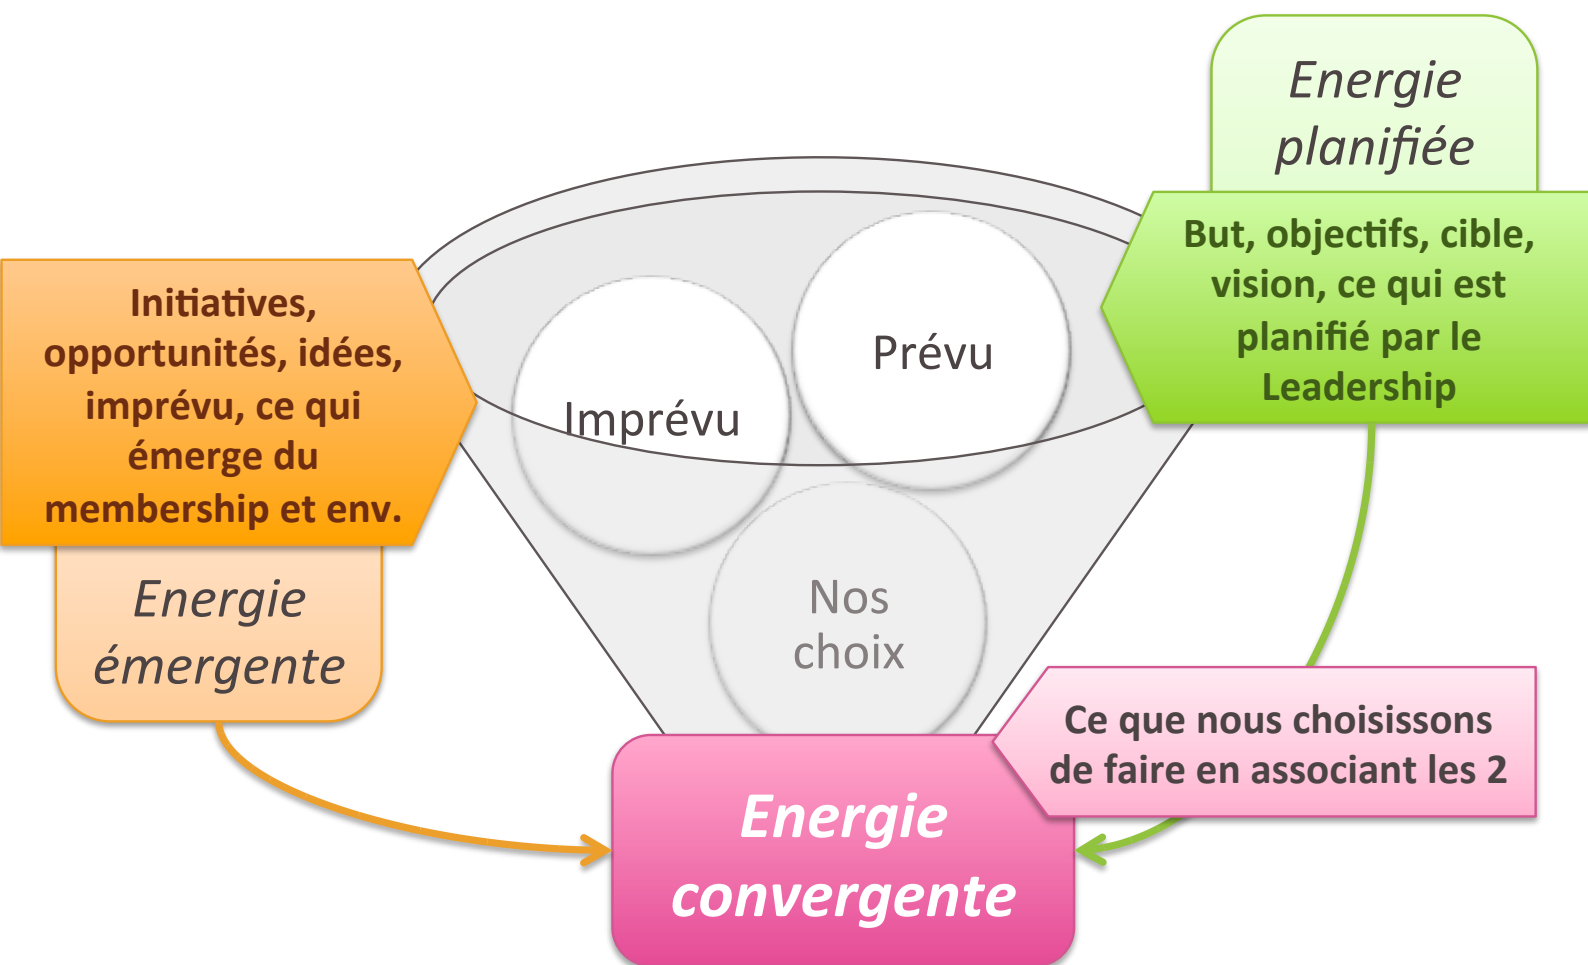 Energie
planifiée
But, objectifs, cible,
vision, ce qui est
planifié par le
Leadership
Initiatives,
opportunités, idées,
imprévu, ce qui
émerge du
membership et env.
Energie
émergente
Prévu
Imprévu
Nos
choix
Ce que nous choisissons
de faire en associant les 2
Energie
convergente